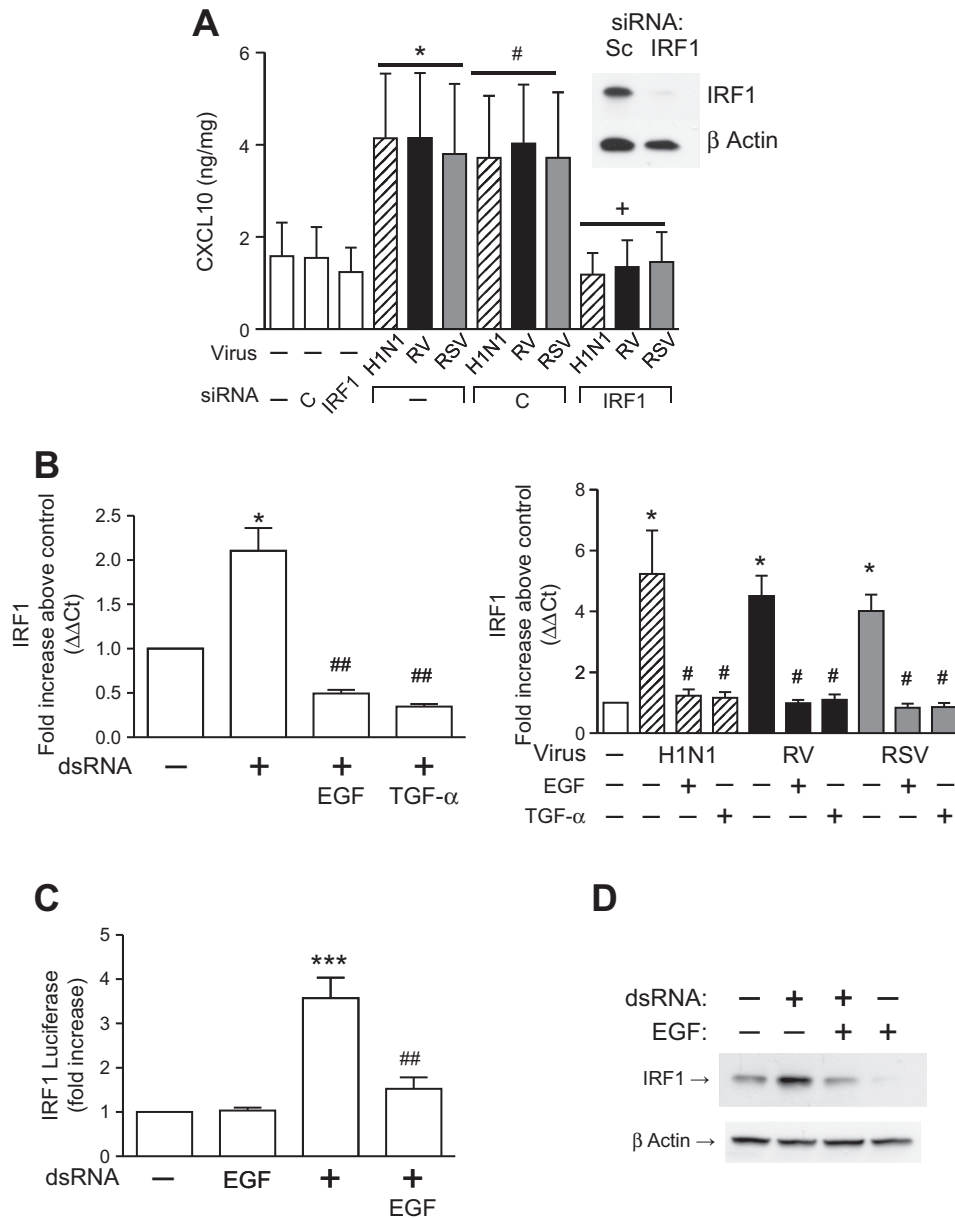 A
siRNA:
Sc IRF1
IRF1
β Actin
CXCL10 (ng/mg)
6
4
2
0
* # +
Virus – – – H1N1 RV RSV H1N1 RV RSV H1N1 RV RSV
siRNA – C IRF1 – C IRF1
B
IRF1
Fold increase above control
(ΔΔCt)
2.5
2.0
1.5
1.0
0.5
0.0
* ## ##
dsRNA – + + +
EGF TGF-α
IRF1
Fold increase above control
(ΔΔCt)
8
6
4
2
0
* # # * # # * # #
Virus – H1N1 RV RSV
EGF – – + – – + – – + –
TGF-α – – – + – – + – – +
C
IRF1 Luciferase
(fold increase)
5
4
3
2
1
0
*** ##
dsRNA – EGF + +
EGF
D
dsRNA: – + + –
EGF: – – + +
IRF1 →
β Actin →